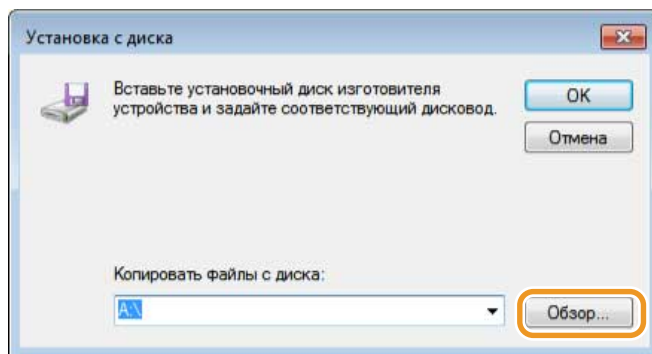 Установка с диска
Вставьте установочный диск изготовителя
устройства и задайте соответствующий дисковод.
OK
Отмена
Копировать файлы с диска:
A:\
Обзор...